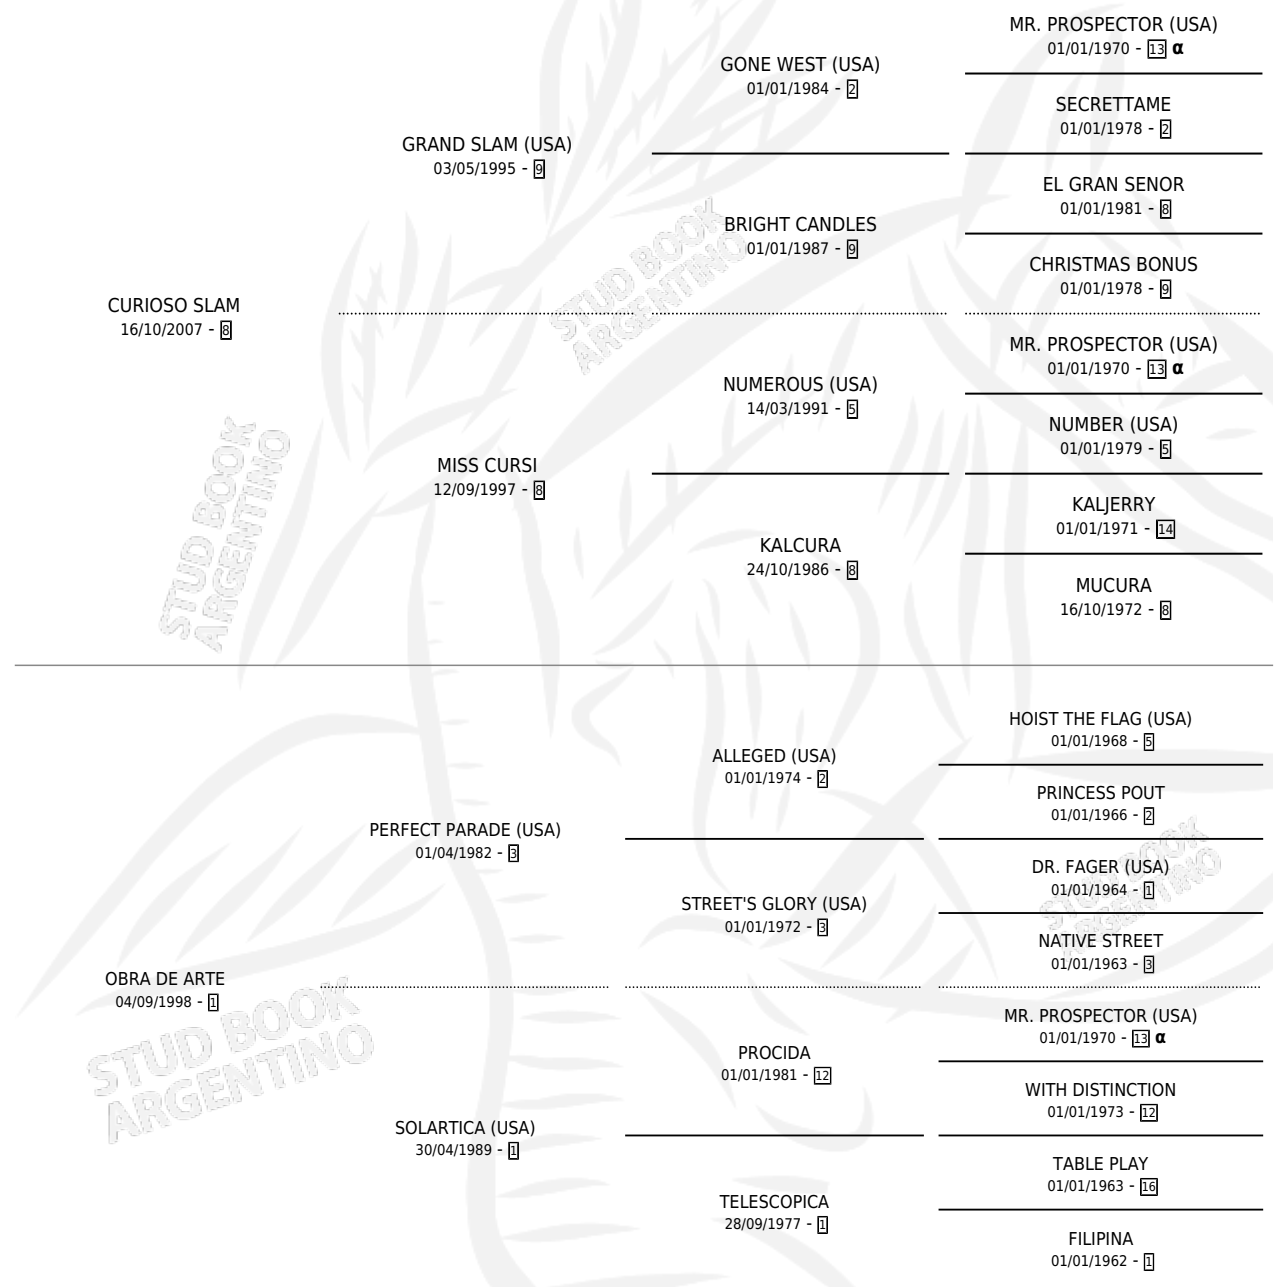 MR. PROSPECTOR (USA)
01/01/1970 - 13 α
GONE WEST (USA)
01/01/1984 - 2
SECRETTAME
01/01/1978 - 2
GRAND SLAM (USA)
03/05/1995 - 9
EL GRAN SENOR
01/01/1981 - 8
BRIGHT CANDLES
01/01/1987 - 9
CHRISTMAS BONUS
01/01/1978 - 9
CURIOSO SLAM
16/10/2007 - 8
MR. PROSPECTOR (USA)
01/01/1970 - 13 α
NUMEROUS (USA)
14/03/1991 - 5
NUMBER (USA)
01/01/1979 - 5
MISS CURSI
12/09/1997 - 8
KALJERRY
01/01/1971 - 14
KALCURA
24/10/1986 - 8
MUCURA
16/10/1972 - 8
HOIST THE FLAG (USA)
01/01/1968 - 5
ALLEGED (USA)
01/01/1974 - 2
PRINCESS POUT
01/01/1966 - 2
PERFECT PARADE (USA)
01/04/1982 - 3
DR. FAGER (USA)
01/01/1964 - 1
STREET'S GLORY (USA)
01/01/1972 - 3
NATIVE STREET
01/01/1963 - 3
OBRA DE ARTE
04/09/1998 - 1
MR. PROSPECTOR (USA)
01/01/1970 - 13 α
PROCIDA
01/01/1981 - 12
WITH DISTINCTION
01/01/1973 - 12
SOLARTICA (USA)
30/04/1989 - 1
TABLE PLAY
01/01/1963 - 16
TELESCOPICA
28/09/1977 - 1
FILIPINA
01/01/1962 - 1
STUD BOOK
ARGENTINO
STUD BOOK
ARGENTINO
STUD BOOK
ARGENTINO
STUD BOOK
ARGENTINO